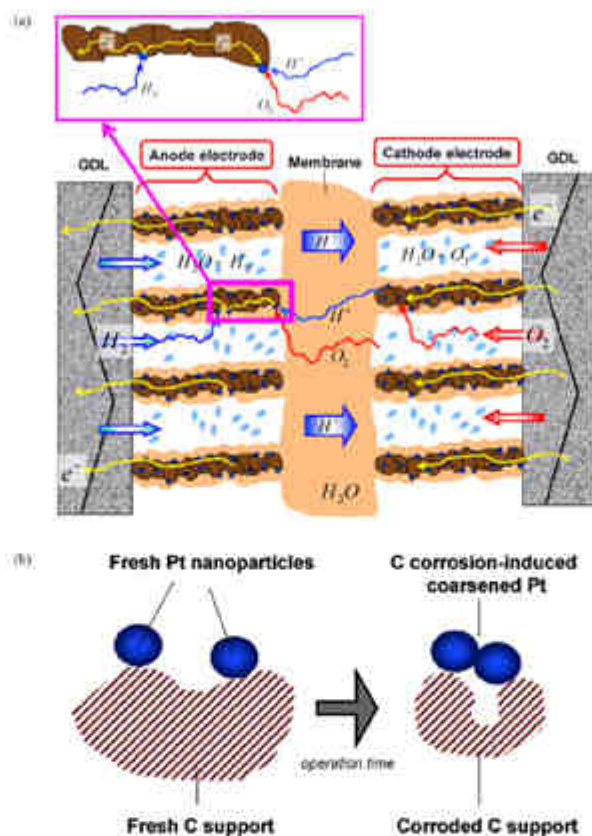 (a)
H⁺
H₂
O₂
Anode electrode
Membrane
Cathode electrode
GDL
GDL
e⁻
H⁺
H₂O
H₂O
H⁺
H₂
O₂
O₂
H⁺
e⁻
H₂O
(b)
Fresh Pt nanoparticles
C corrosion-induced
coarsened Pt
operation time
Fresh C support
Corroded C support